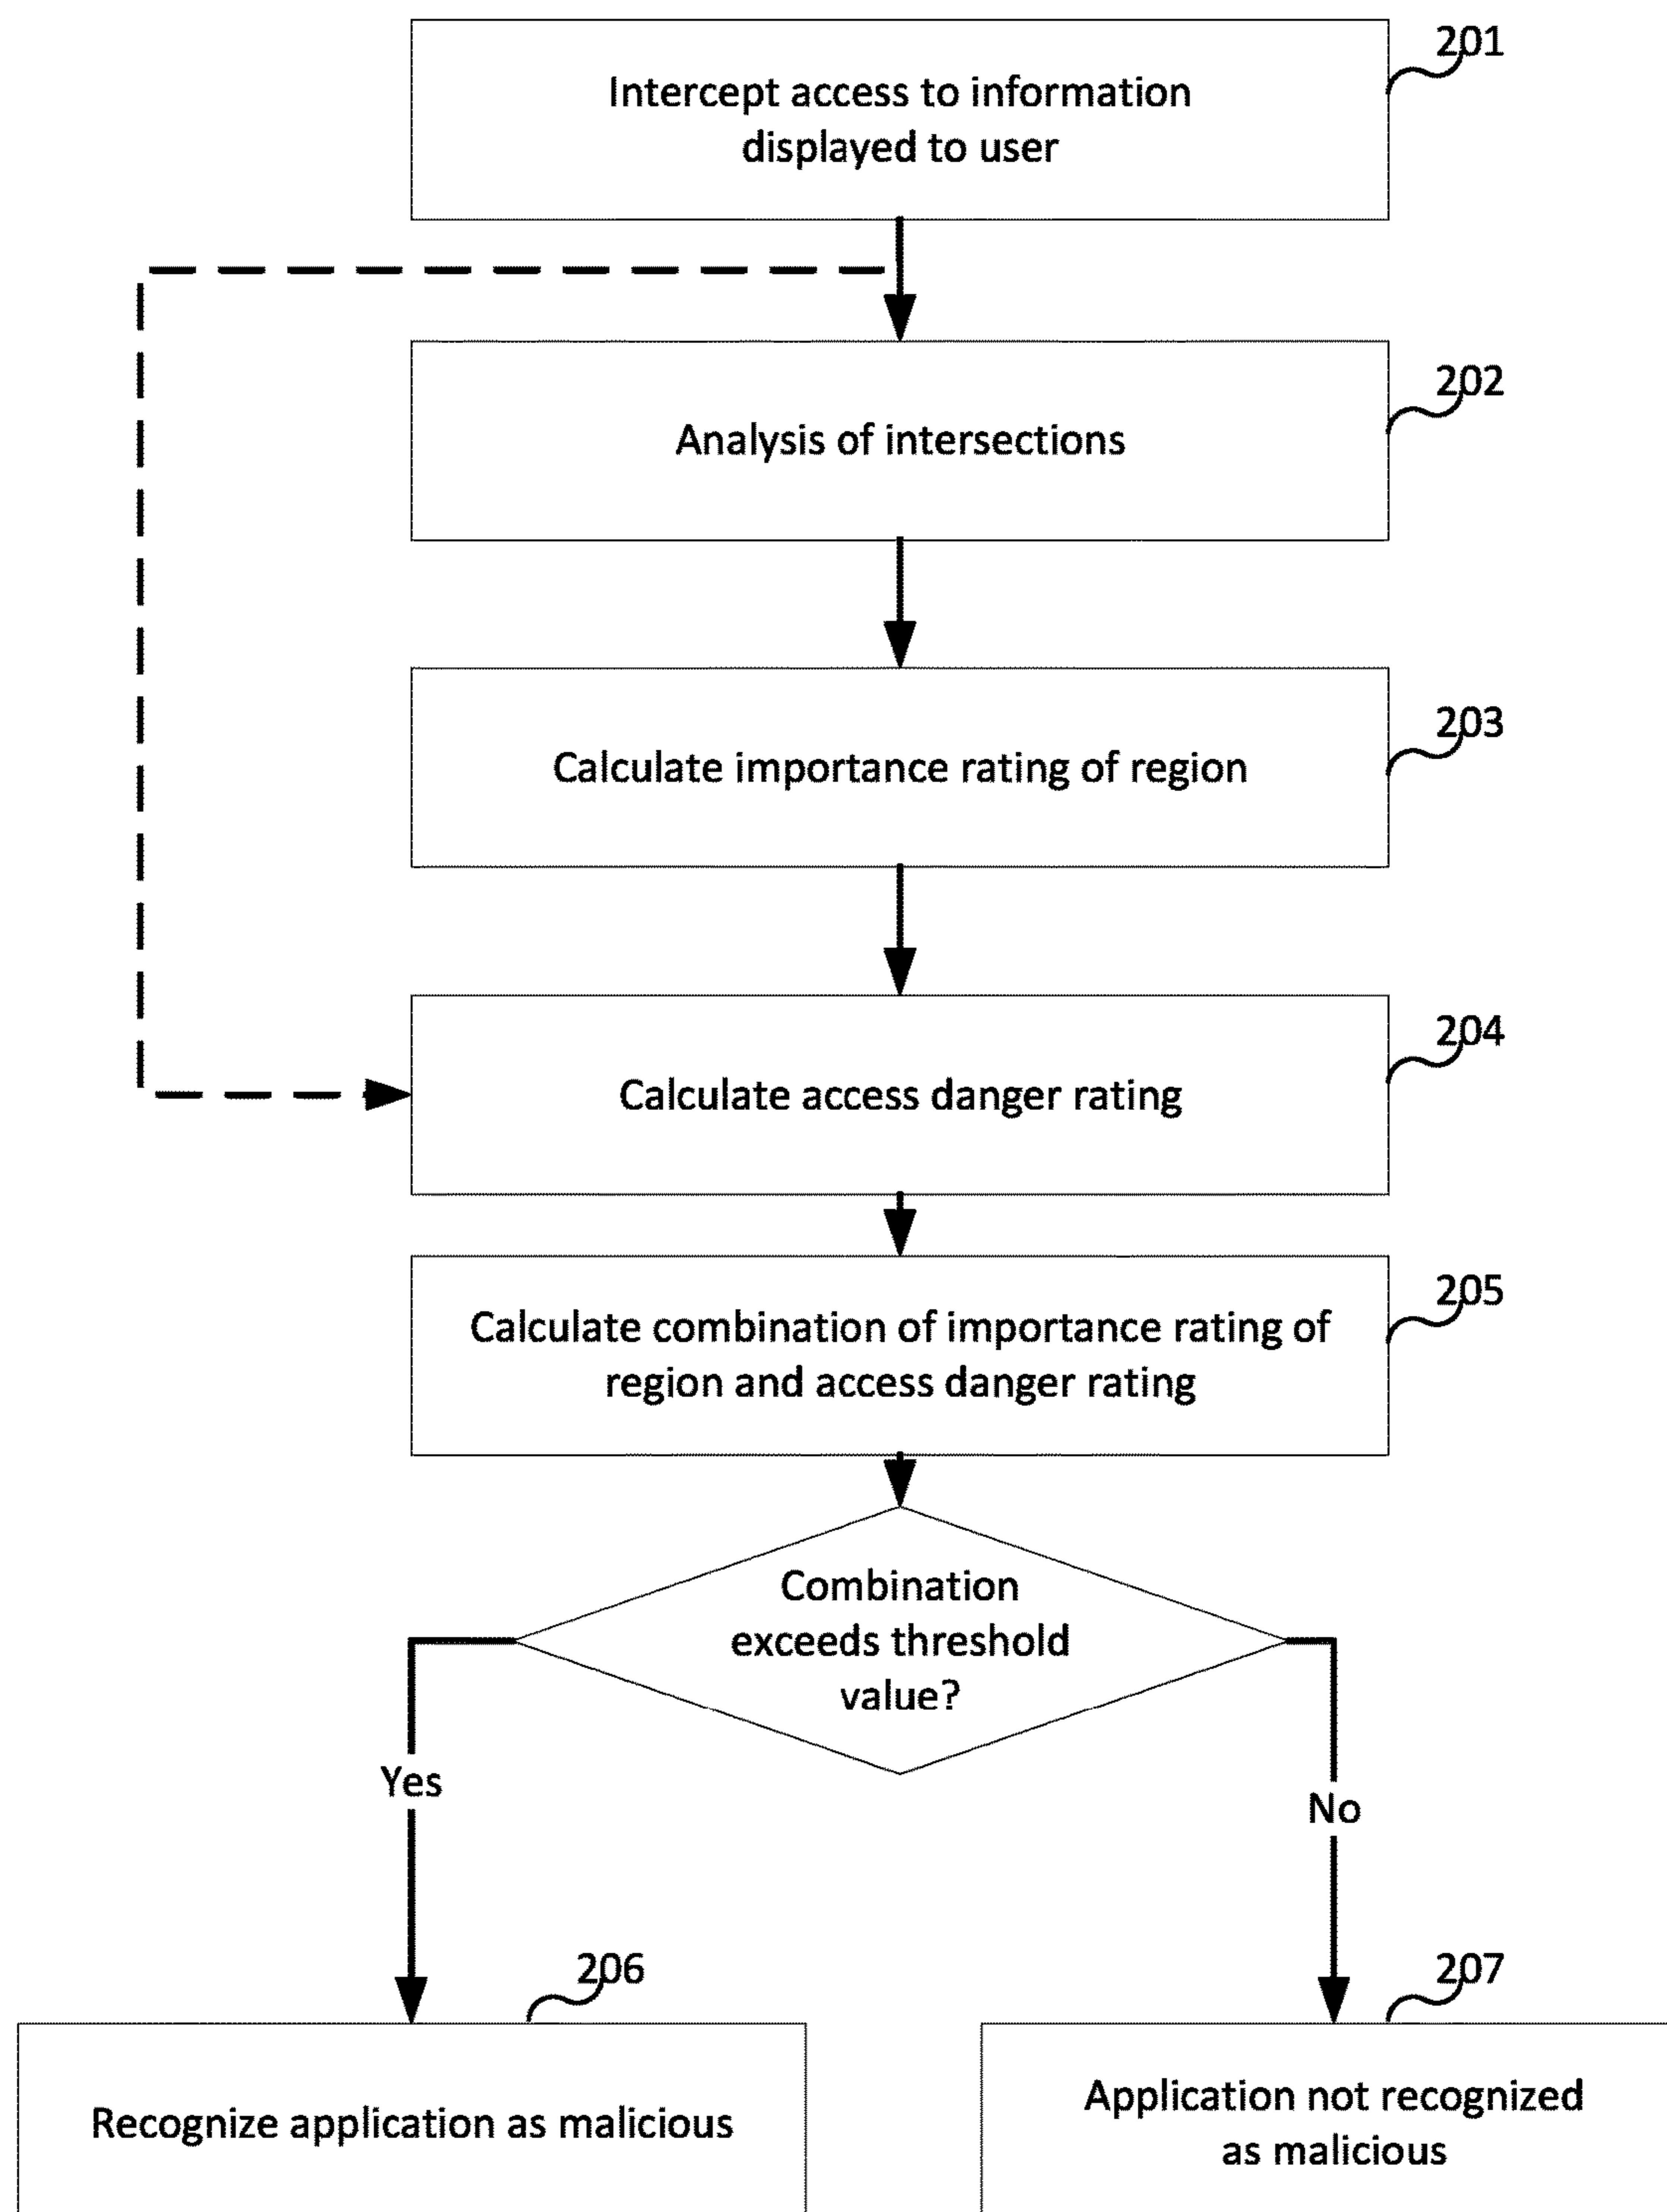 201
Intercept access to information
displayed to user
202
Analysis of intersections
203
Calculate importance rating of region
204
Calculate access danger rating
205
Calculate combination of importance rating of
region and access danger rating
Combination
exceeds threshold
value?
Yes
No
206
207
Recognize application as malicious
Application not recognized
as malicious